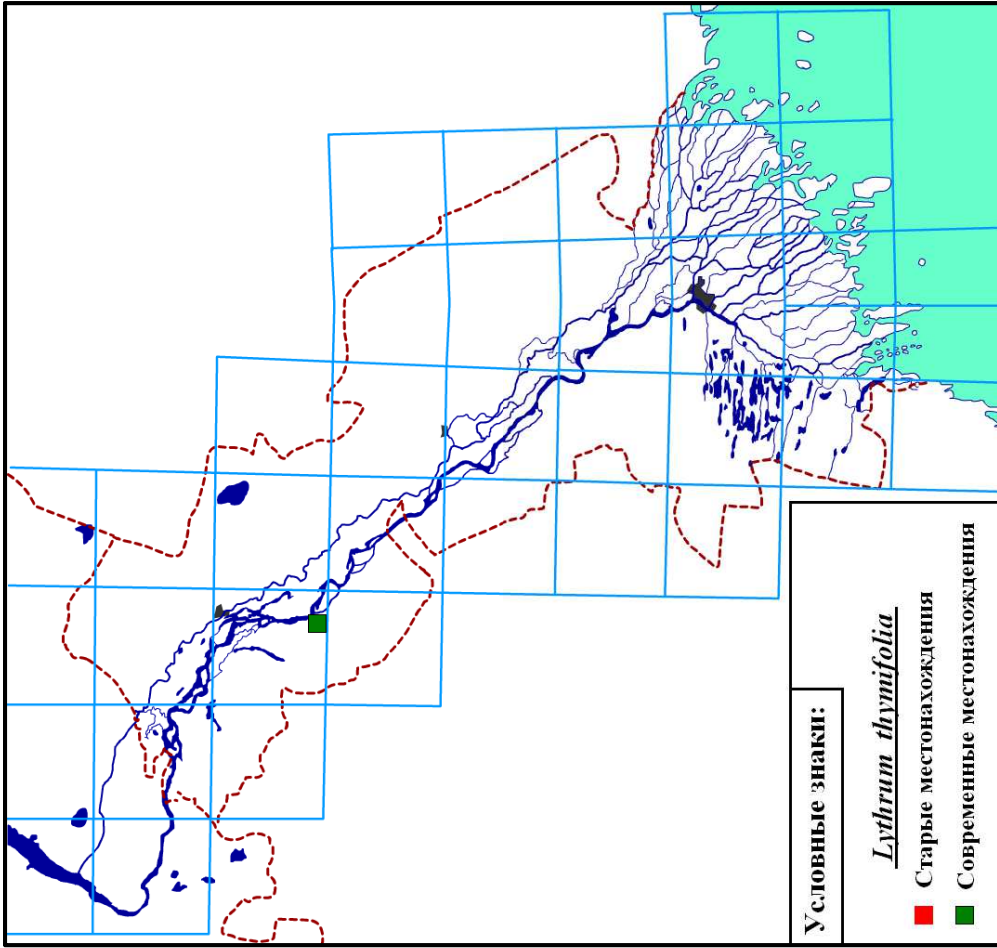 Условные знаки:
Lythrum thymifolia
Старые местонахождения
Современные местонахождения